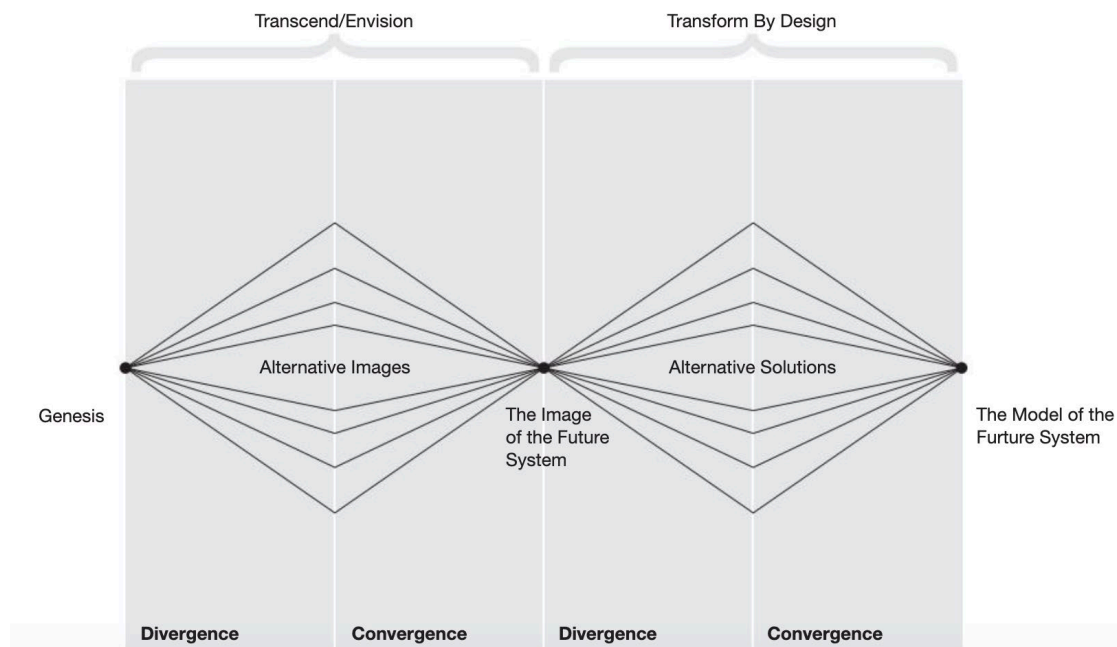 Transcend/Envision
Transform By Design
Alternative Images
Alternative Solutions
Genesis
The Image
of the Future
System
The Model of the
Furture System
Divergence
Convergence
Divergence
Convergence